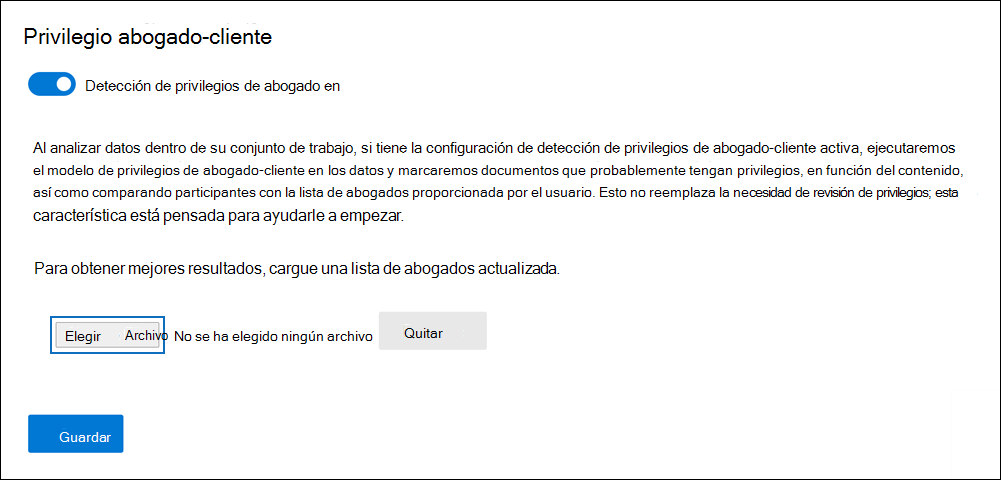 Privilegio abogado-cliente
Detección de privilegios de abogado en
Al analizar datos dentro de su conjunto de trabajo, si tiene la configuración de detección de privilegios de abogado-cliente activa, ejecutaremos
el modelo de privilegios de abogado-cliente en los datos y marcaremos documentos que probablemente tengan privilegios, en función del contenido,
así como comparando participantes con la lista de abogados proporcionada por el usuario. Esto no reemplaza la necesidad de revisión de privilegios; esta
característica está pensada para ayudarle a empezar.
Para obtener mejores resultados, cargue una lista de abogados actualizada.
Elegir Archivo No se ha elegido ningún archivo Quitar
Guardar